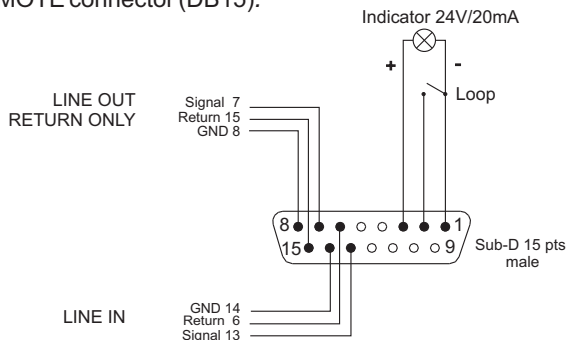 MOTE connector (DB15).
Indicator 24V/20mA
+ -
Loop
LINE OUT
RETURN ONLY
Signal 7
Return 15
GND 8
8 1
15 9
Sub-D 15 pts
male
LINE IN
GND 14
Return 6
Signal 13